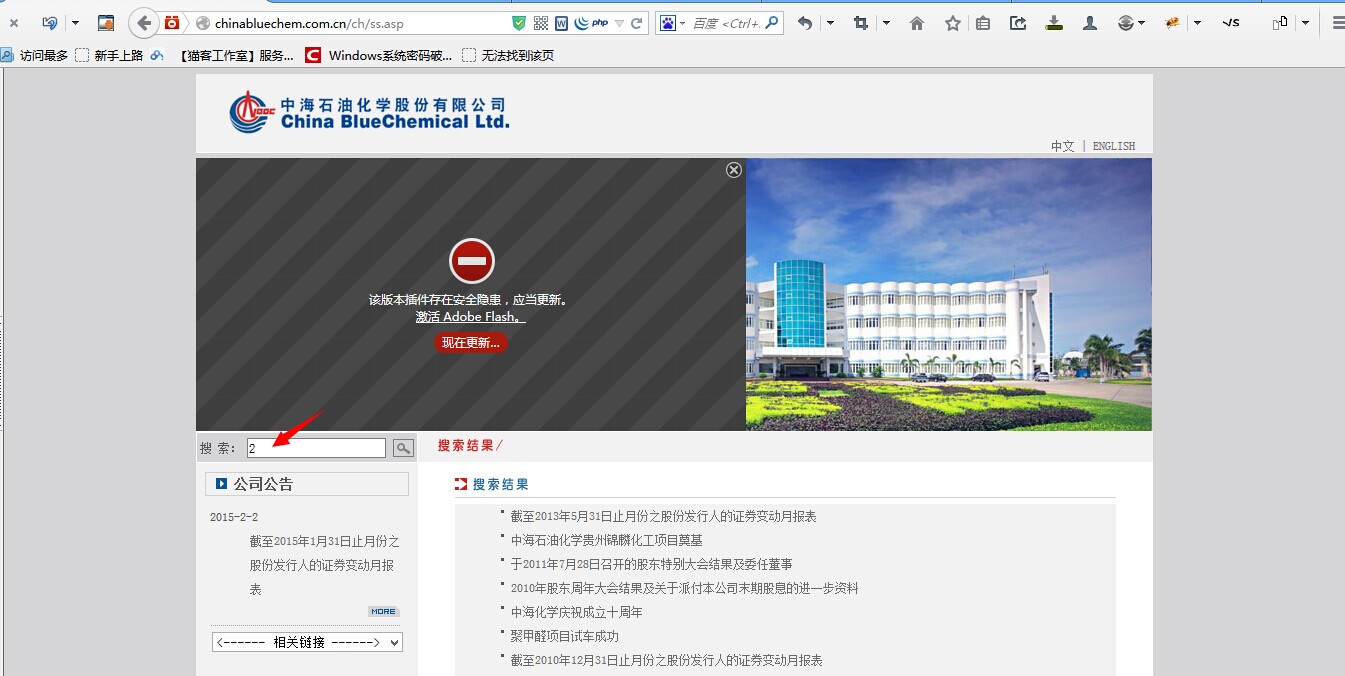 chinabluechem.com.cn/ch/ss.asp
php
百度 <Ctrl+.
√s
访问最多
新手上路
【猫客工作室】服务...
Windows系统密码破...
无法找到该页
中海石油化学股份有限公司
China BlueChemical Ltd.
中文 | ENGLISH
该版本插件存在安全隐患，应当更新。
激活 Adobe Flash。
现在更新...
搜 索：
2
搜索结果/
公司公告
搜索结果
2015-2-2
截至2015年1月31日止月份之
股份发行人的证券变动月报
表
MORE
<------ 相关链接 ------>
截至2013年5月31日止月份之股份发行人的证券变动月报表
中海石油化学贵州锦麟化工项目奠基
于2011年7月28日召开的股东特别大会结果及委任董事
2010年股东周年大会结果及关于派付本公司末期股息的进一步资料
中海化学庆祝成立十周年
聚甲醛项目试车成功
截至2010年12月31日止月份之股份发行人的证券变动月报表